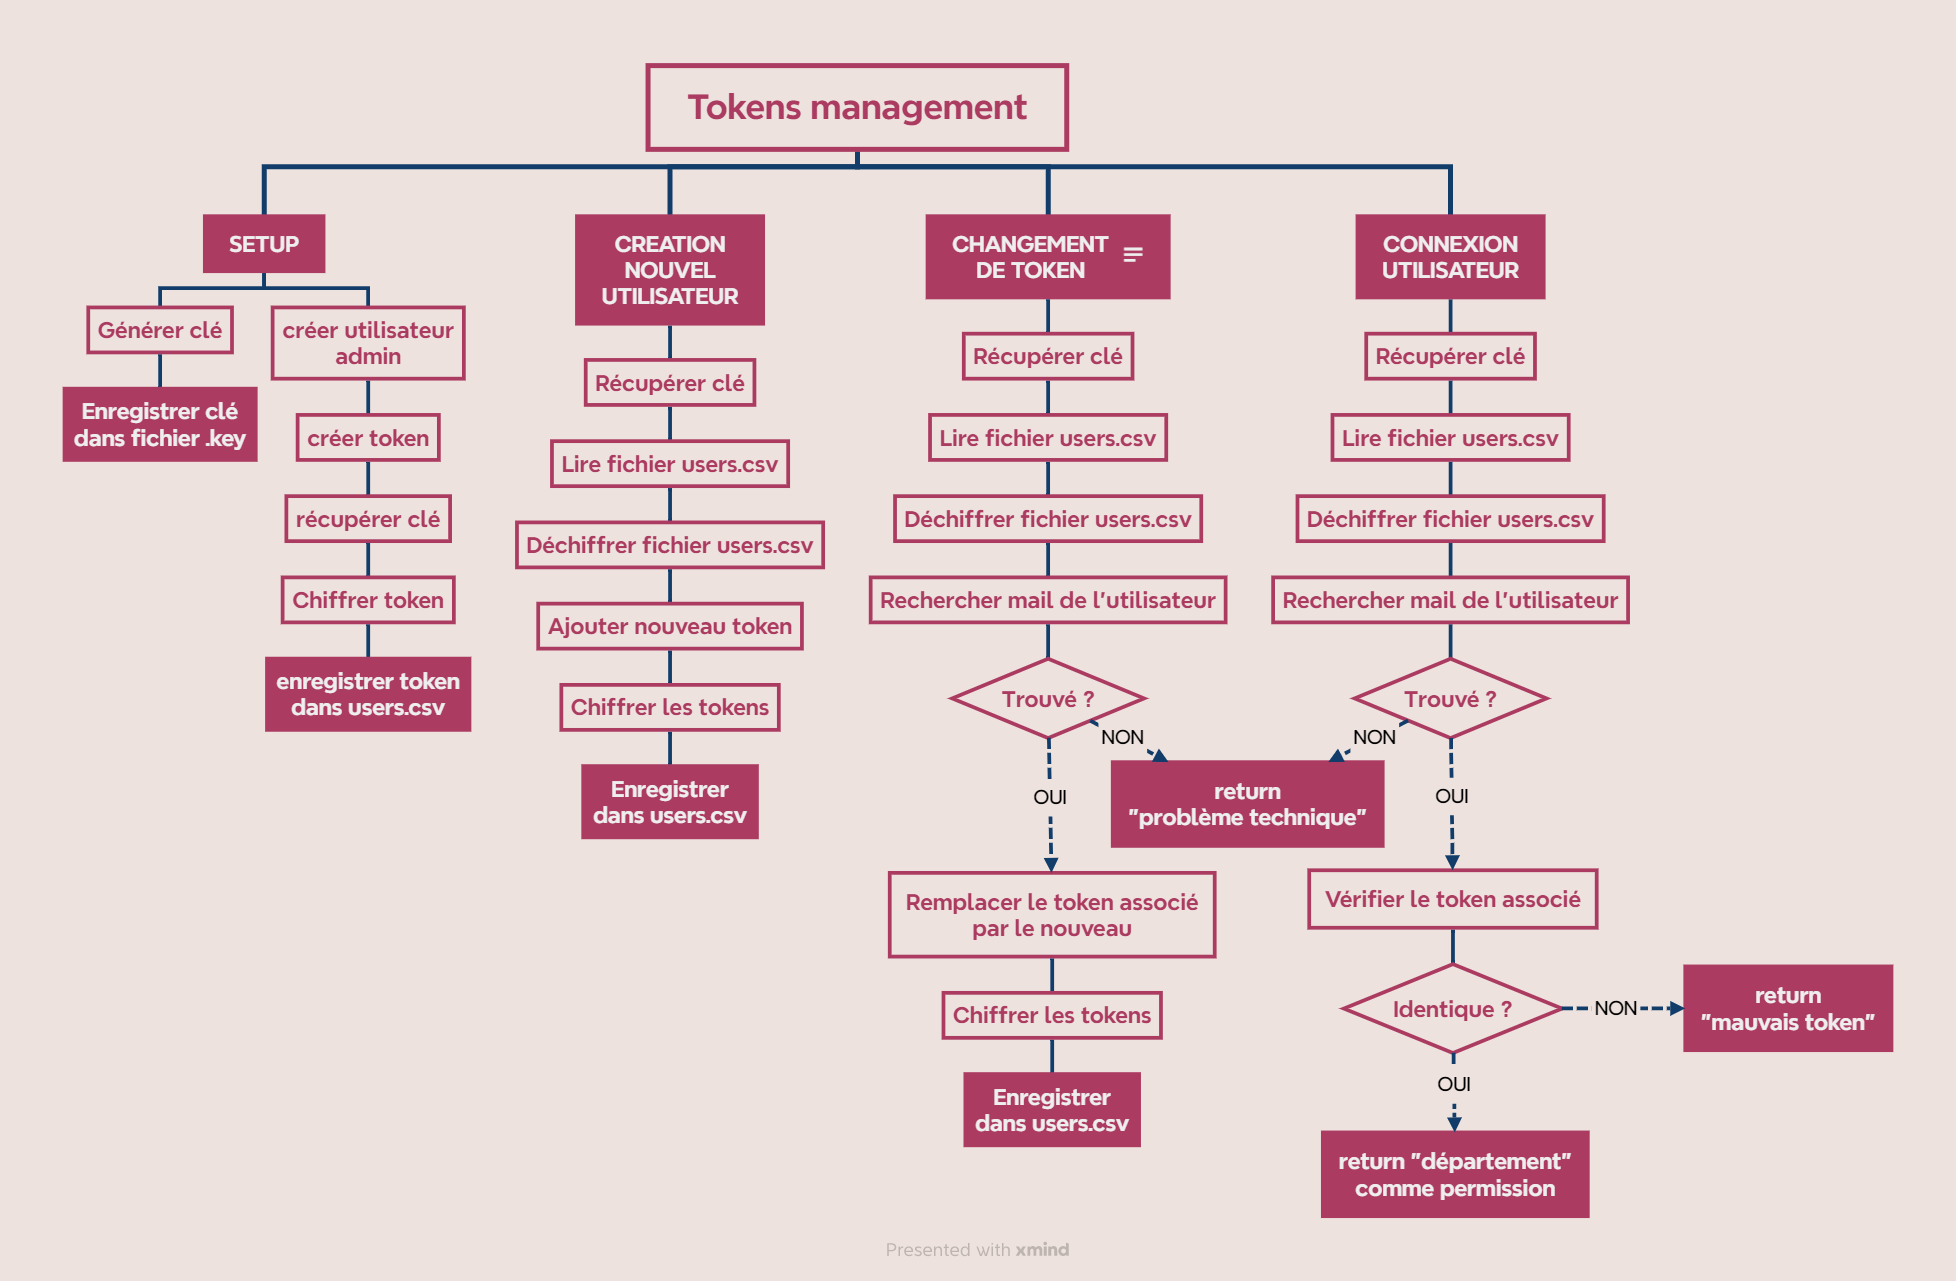 Tokens management
SETUP
Générer clé
Enregistrer clé
dans fichier .key
créer utilisateur
admin
créer token
récupérer clé
Chiffrer token
enregistrer token
dans users.csv
CREATION
NOUVEL
UTILISATEUR
Récupérer clé
Lire fichier users.csv
Déchiffrer fichier users.csv
Ajouter nouveau token
Chiffrer les tokens
Enregistrer
dans users.csv
CHANGEMENT
DE TOKEN
Récupérer clé
Lire fichier users.csv
Déchiffrer fichier users.csv
Rechercher mail de l'utilisateur
Trouvé ?
NON
OUI
return
"problème technique"
Remplacer le token associé
par le nouveau
Chiffrer les tokens
Enregistrer
dans users.csv
CONNEXION
UTILISATEUR
Récupérer clé
Lire fichier users.csv
Déchiffrer fichier users.csv
Rechercher mail de l'utilisateur
Trouvé ?
NON
OUI
Vérifier le token associé
Identique ?
NON
return
"mauvais token"
OUI
return "département"
comme permission
Presented with xmind